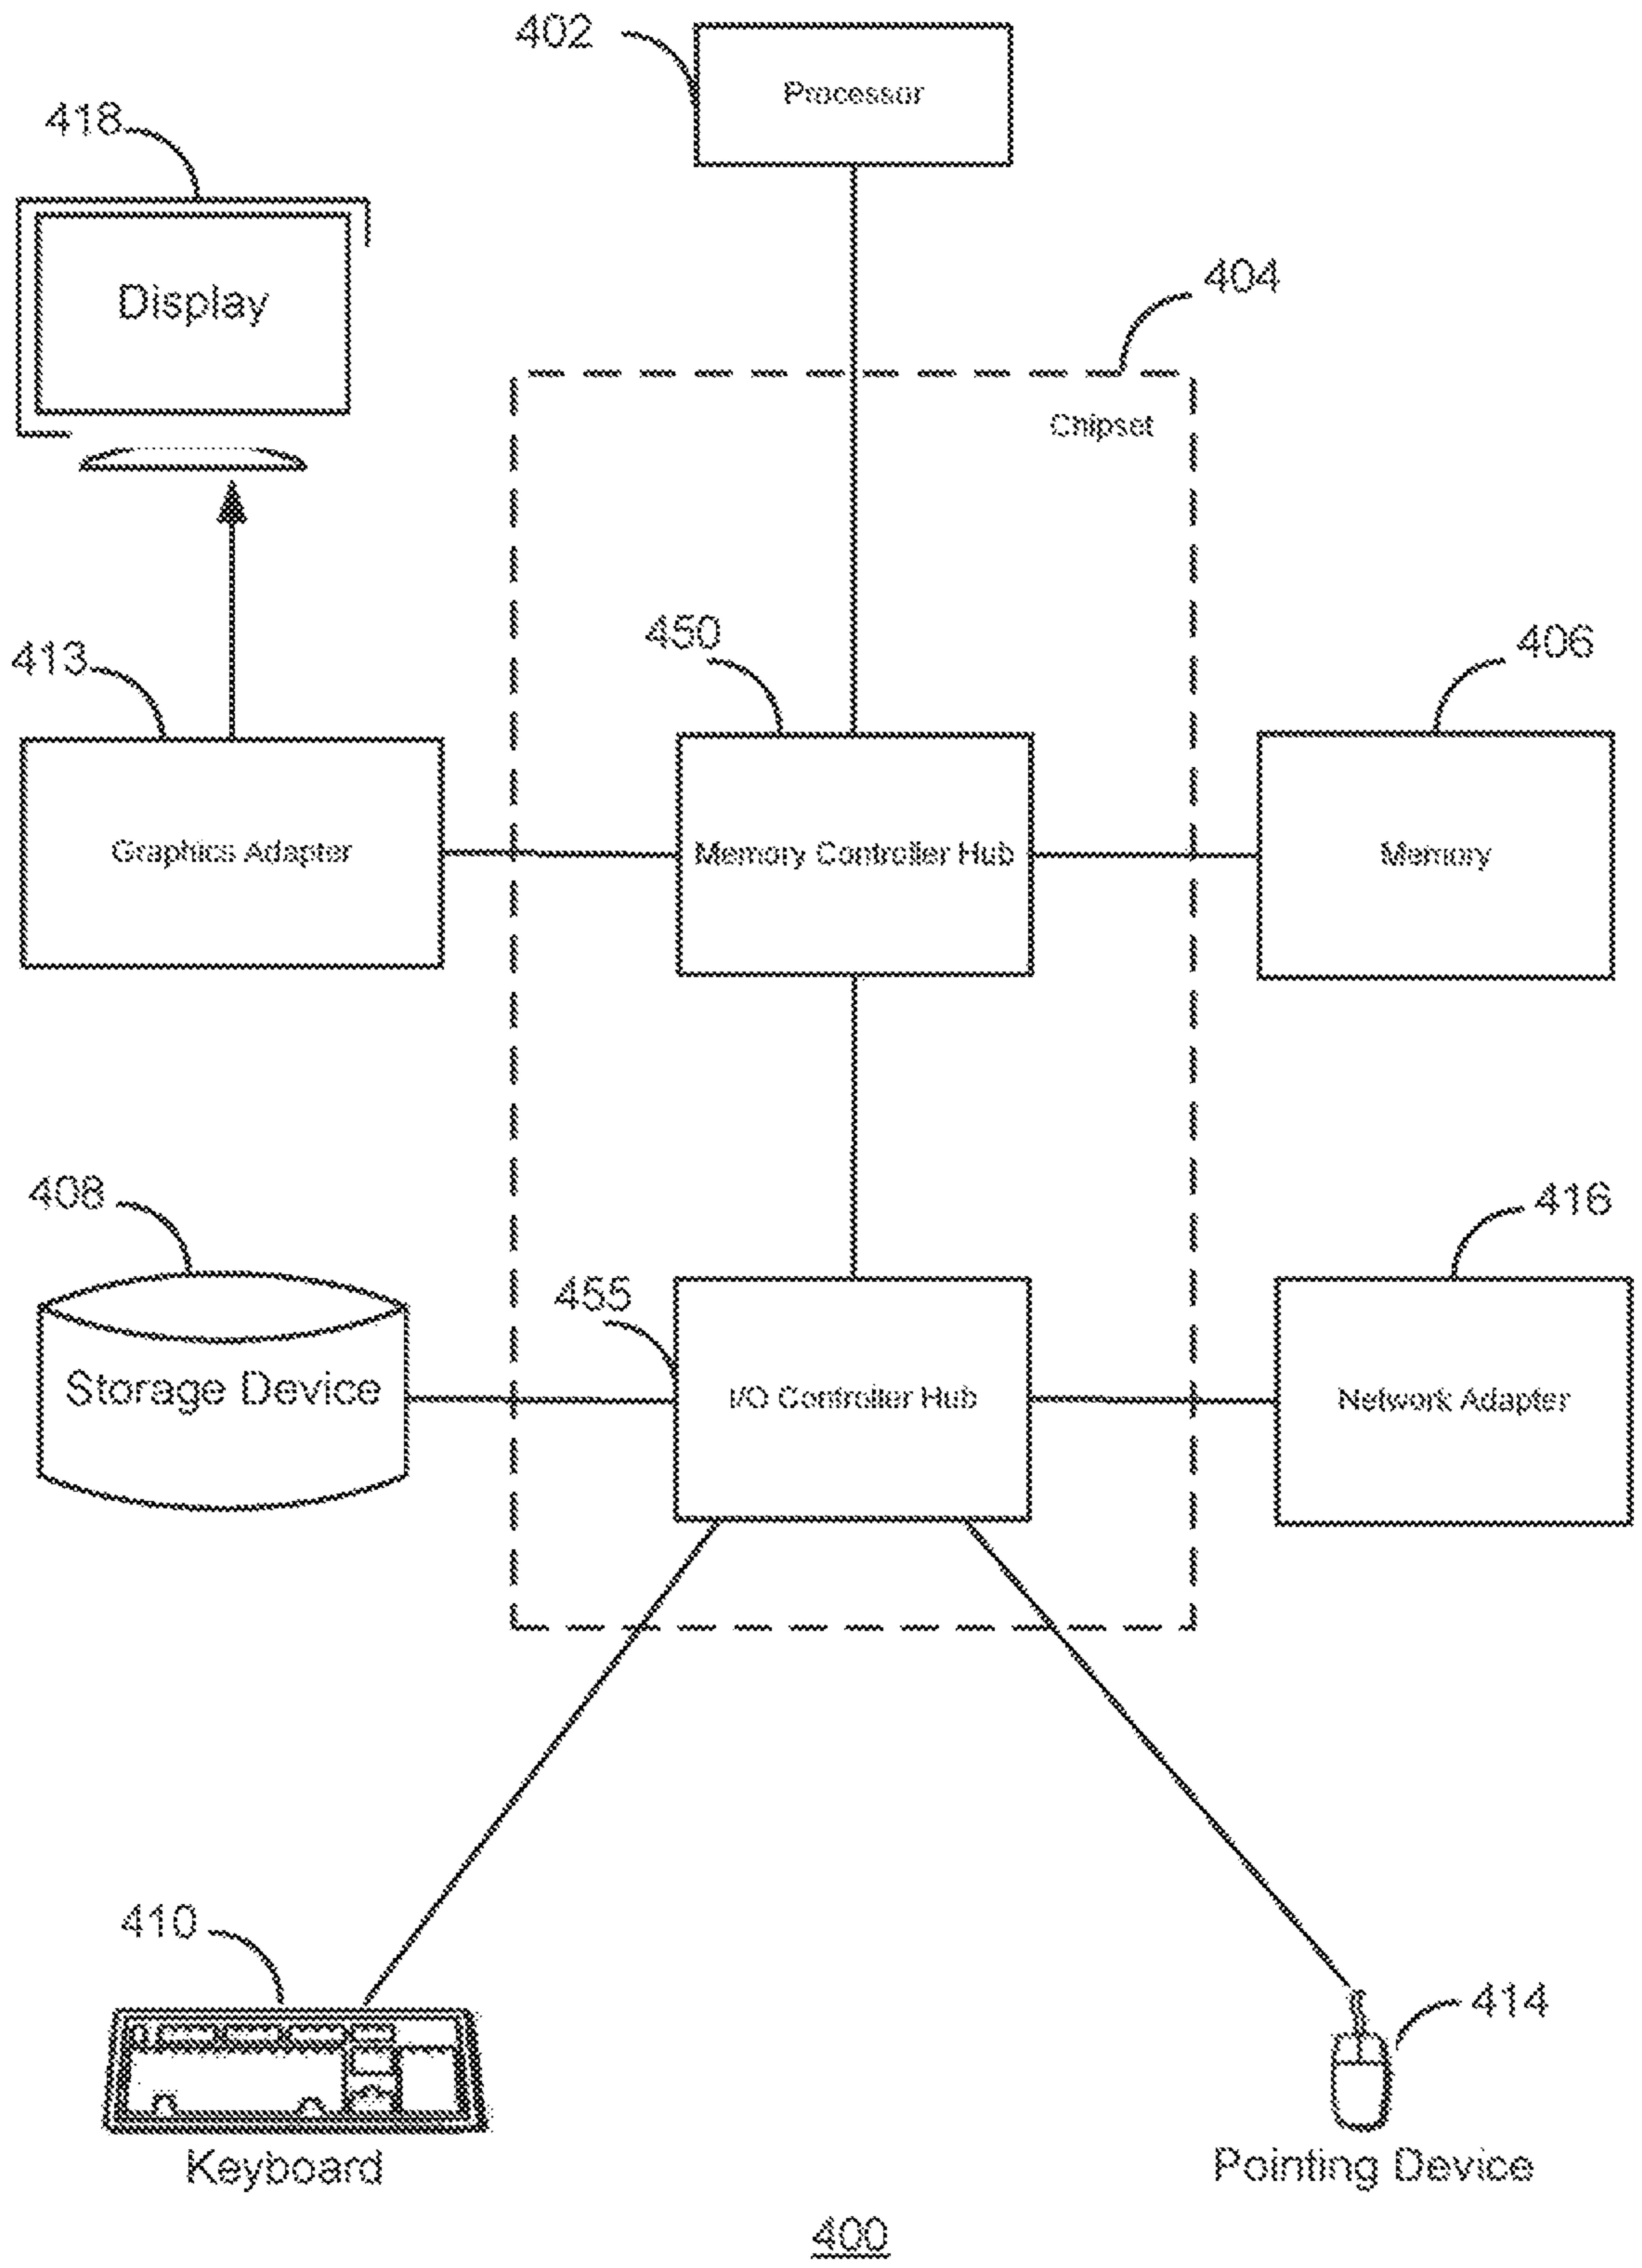 402
Processor
418
Display
404
Chipset
413
450
406
Graphics Adapter
Memory Controller Hub
Memory
408
455
416
Storage Device
I/O Controller Hub
Network Adapter
410
414
Keyboard
Pointing Device
400